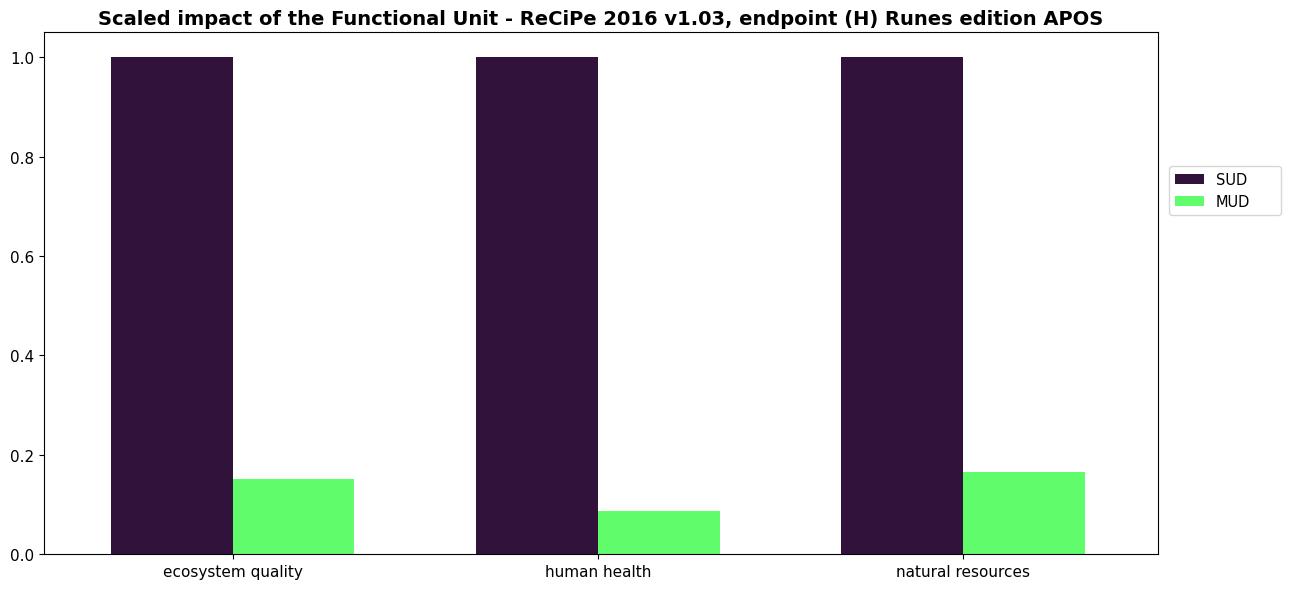 Scaled impact of the Functional Unit - ReCiPe 2016 v1.03, endpoint (H) Runes edition APOS
1.0
0.8
0.6
0.4
0.2
0.0
ecosystem quality
human health
natural resources
SUD
MUD